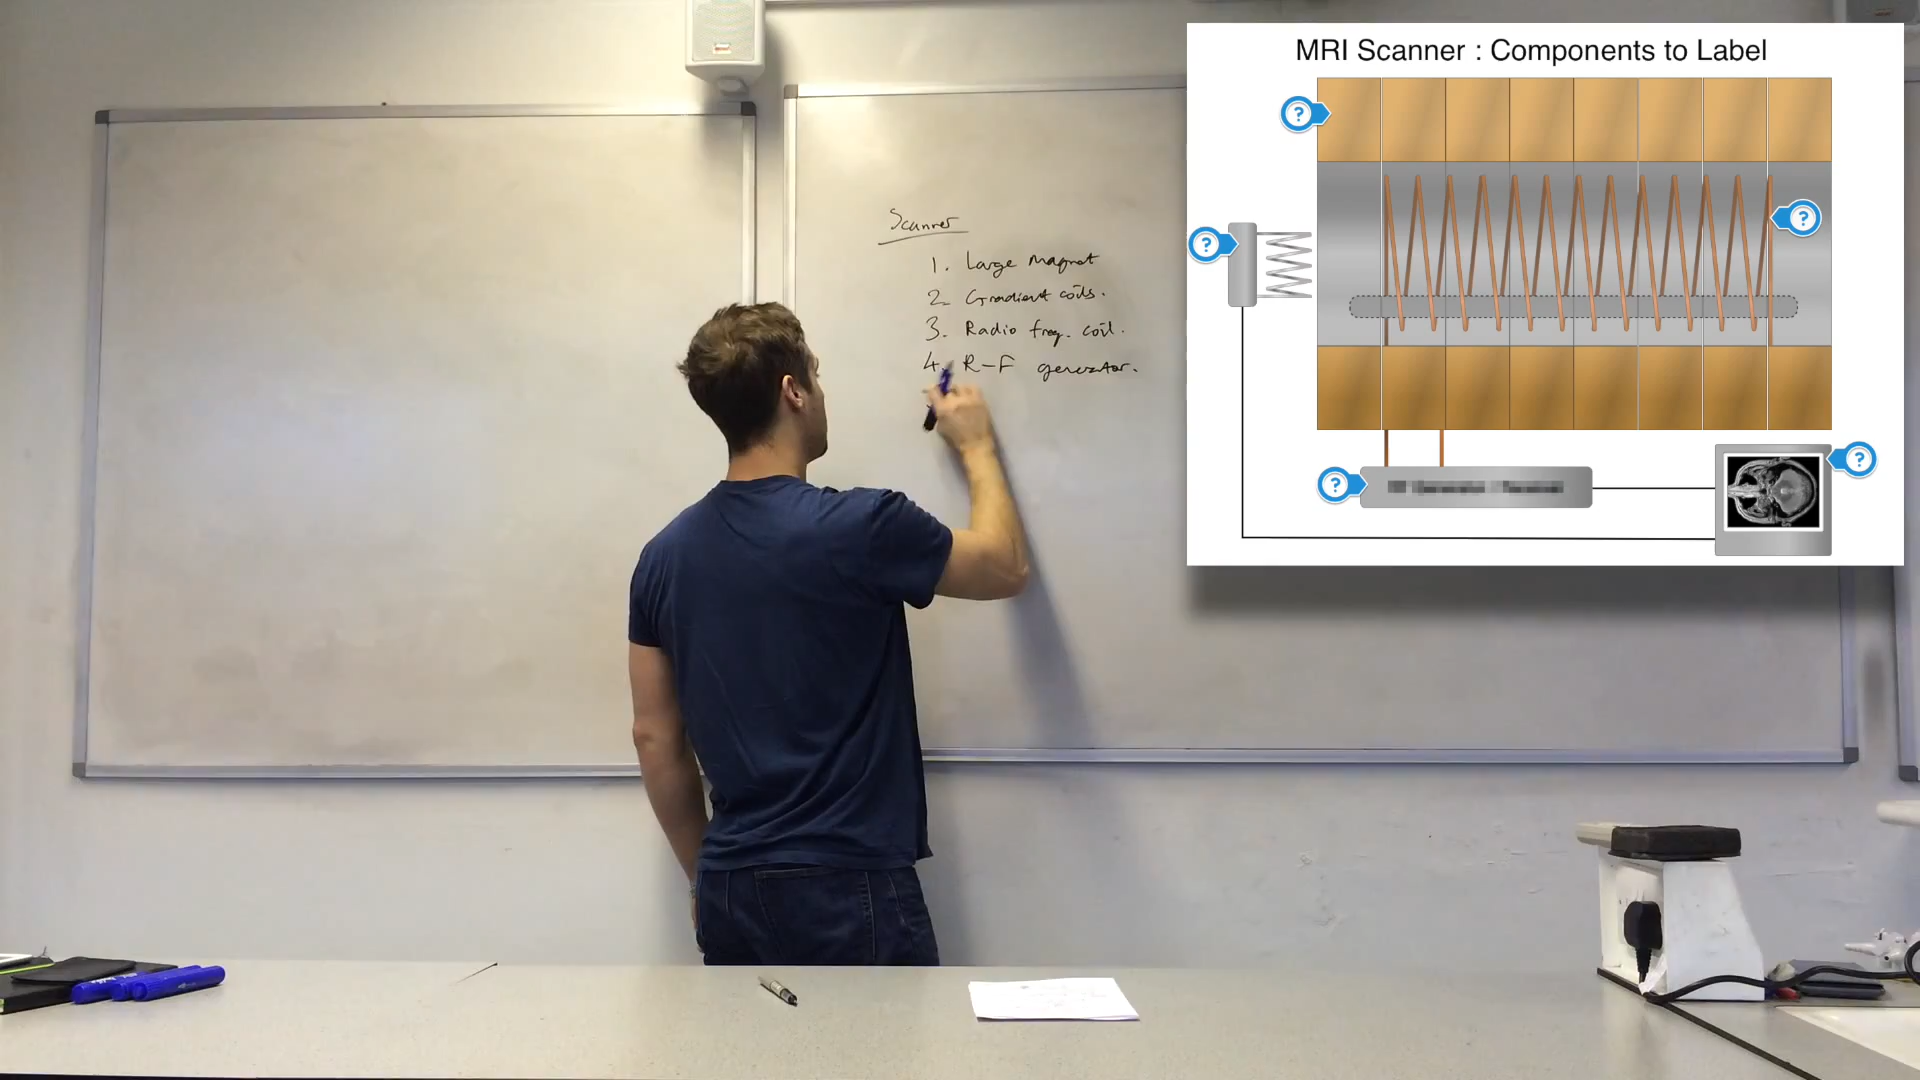 Scanner
1. Large Magnet
2. Gradient coils.
3. Radio freq. coil.
4. R-F generator.
MRI Scanner : Components to Label
?
?
?
?
?